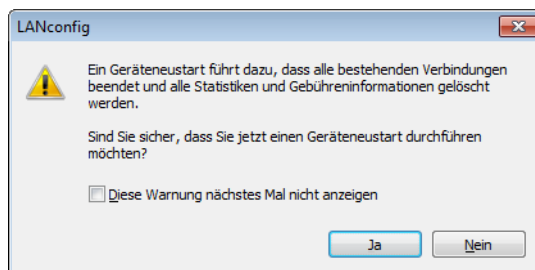 LANconfig
Ein Geräteneustart führt dazu, dass alle bestehenden Verbindungen
beendet und alle Statistiken und Gebühreninformationen gelöscht
werden.
Sind Sie sicher, dass Sie jetzt einen Geräteneustart durchführen
möchten?
Diese Warnung nächstes Mal nicht anzeigen
Ja
Nein